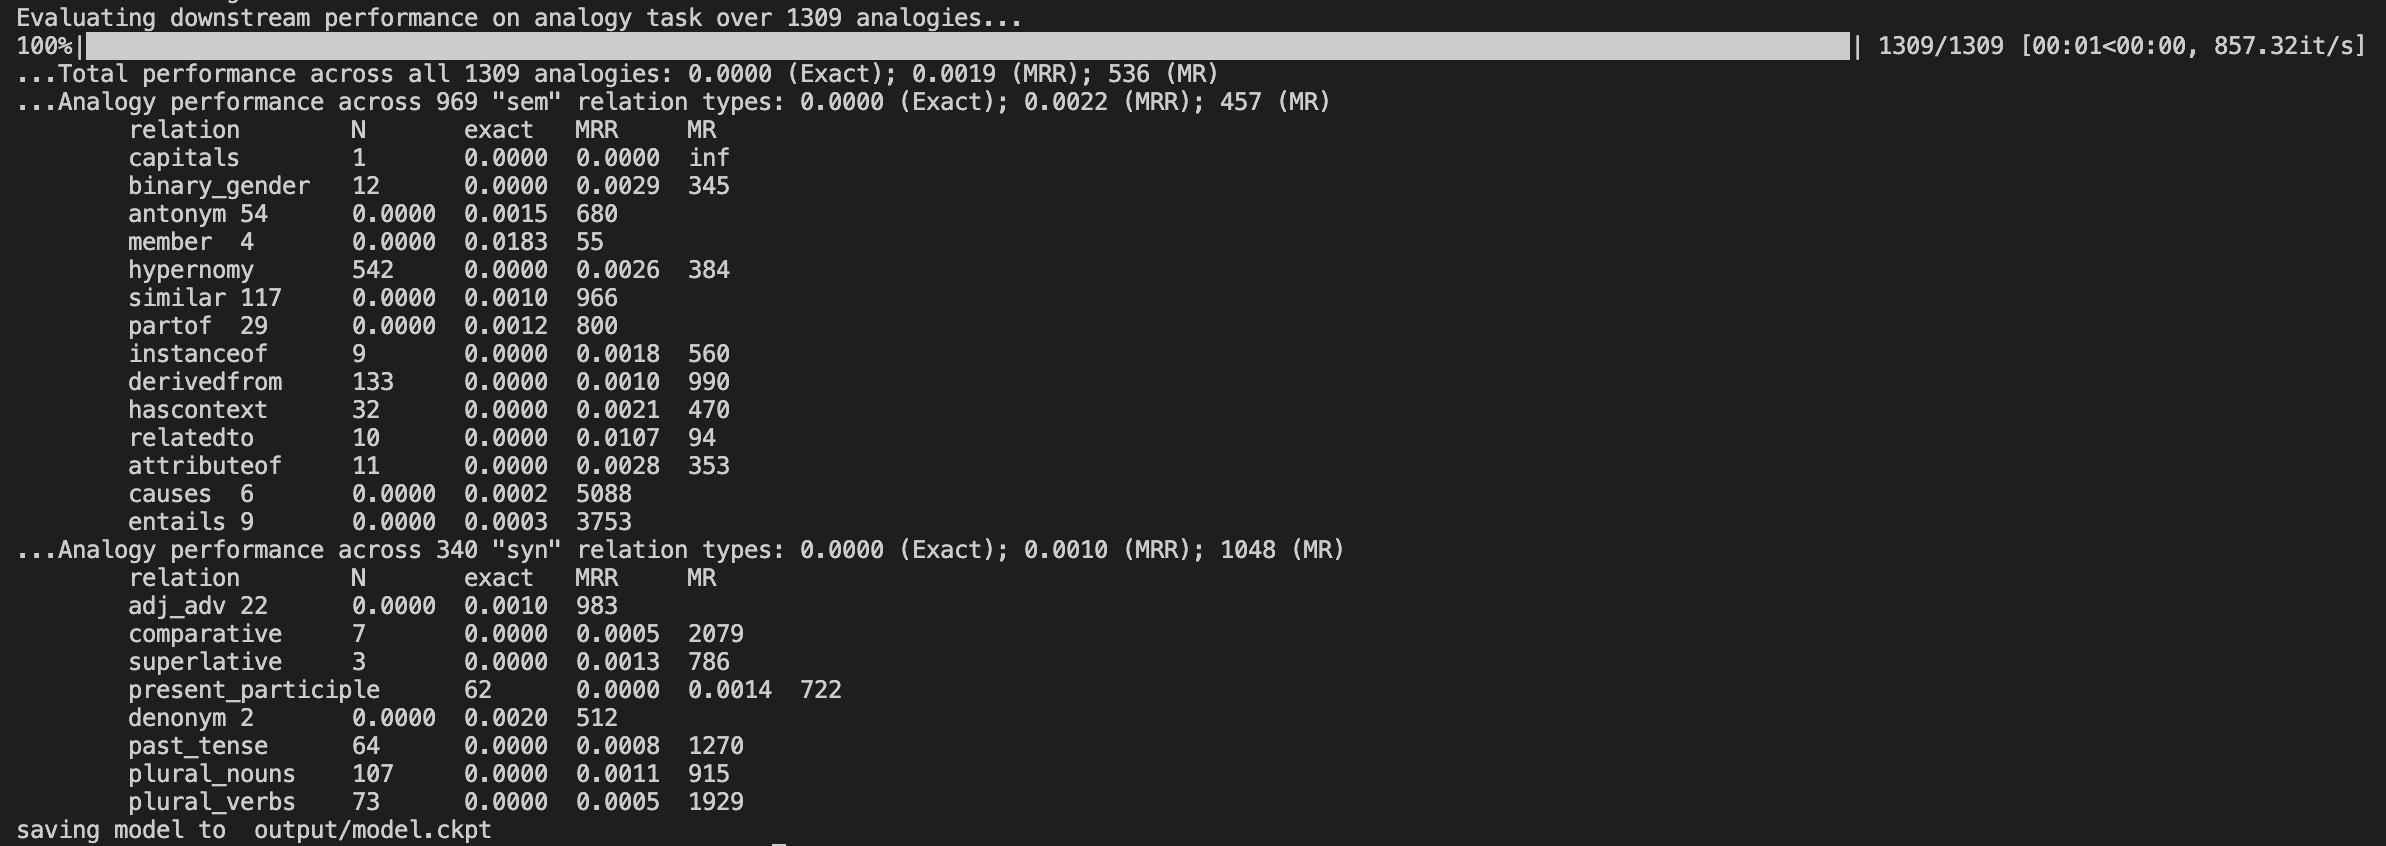 Evaluating downstream performance on analogy task over 1309 analogies...
100%| | 1309/1309 [00:01<00:00, 857.32it/s]
...Total performance across all 1309 analogies: 0.0000 (Exact); 0.0019 (MRR); 536 (MR)
...Analogy performance across 969 "sem" relation types: 0.0000 (Exact); 0.0022 (MRR); 457 (MR)
relation N exact MRR MR
capitals 1 0.0000 0.0000 inf
binary_gender 12 0.0000 0.0029 345
antonym 54 0.0000 0.0015 680
member 4 0.0000 0.0183 55
hypernomy 542 0.0000 0.0026 384
similar 117 0.0000 0.0010 966
partof 29 0.0000 0.0012 800
instanceof 9 0.0000 0.0018 560
derivedfrom 133 0.0000 0.0010 990
hascontext 32 0.0000 0.0021 470
relatedto 10 0.0000 0.0107 94
attributeof 11 0.0000 0.0028 353
causes 6 0.0000 0.0002 5088
entails 9 0.0000 0.0003 3753
...Analogy performance across 340 "syn" relation types: 0.0000 (Exact); 0.0010 (MRR); 1048 (MR)
relation N exact MRR MR
adj_adv 22 0.0000 0.0010 983
comparative 7 0.0000 0.0005 2079
superlative 3 0.0000 0.0013 786
present_participle 62 0.0000 0.0014 722
denonym 2 0.0000 0.0020 512
past_tense 64 0.0000 0.0008 1270
plural_nouns 107 0.0000 0.0011 915
plural_verbs 73 0.0000 0.0005 1929
saving model to output/model.ckpt